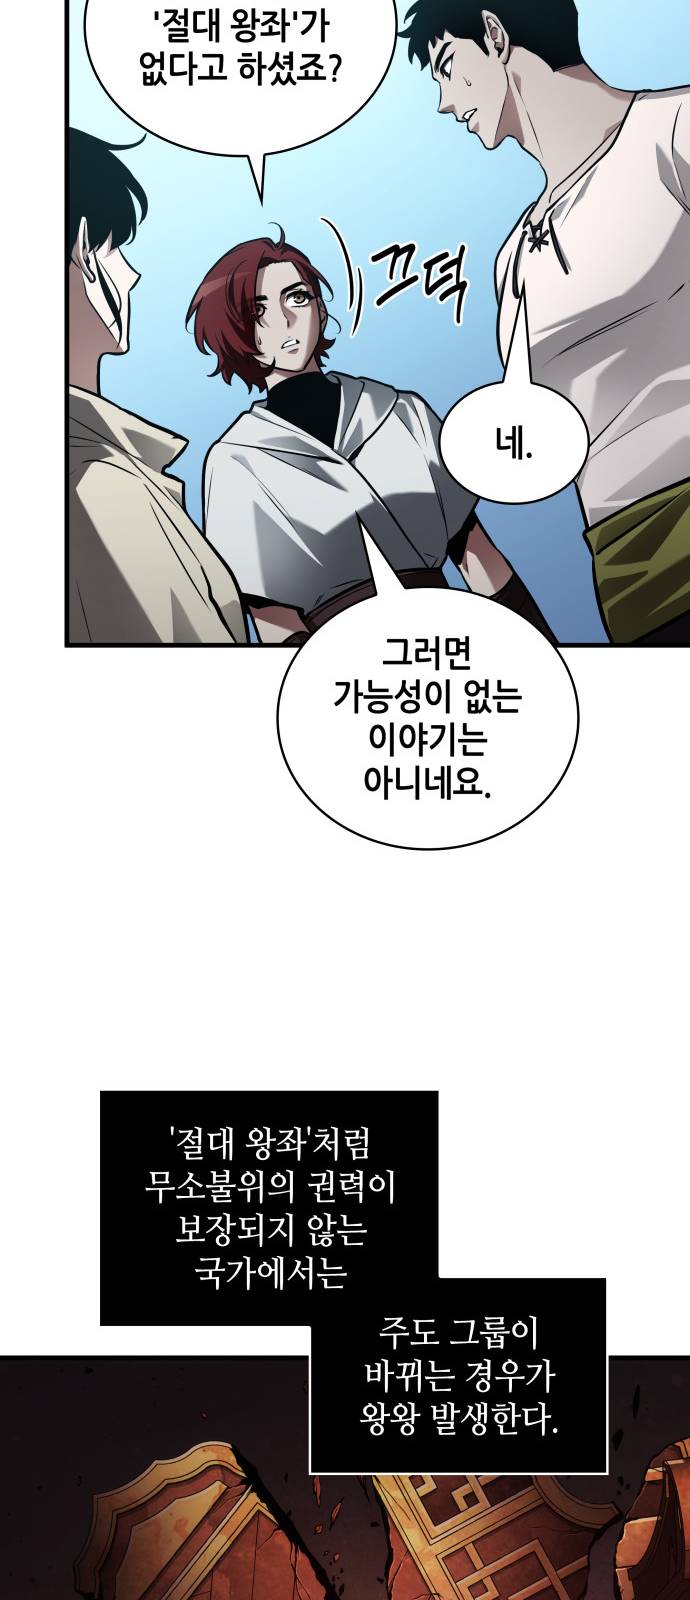 '절대 왕좌'가
없다고 하셨죠?
끄덕
네.
그러면
가능성이 없는
이야기는
아니네요.
'절대 왕좌'처럼
무소불위의 권력이
보장되지 않는
국가에서는
주도 그룹이
바뀌는 경우가
왕왕 발생한다.